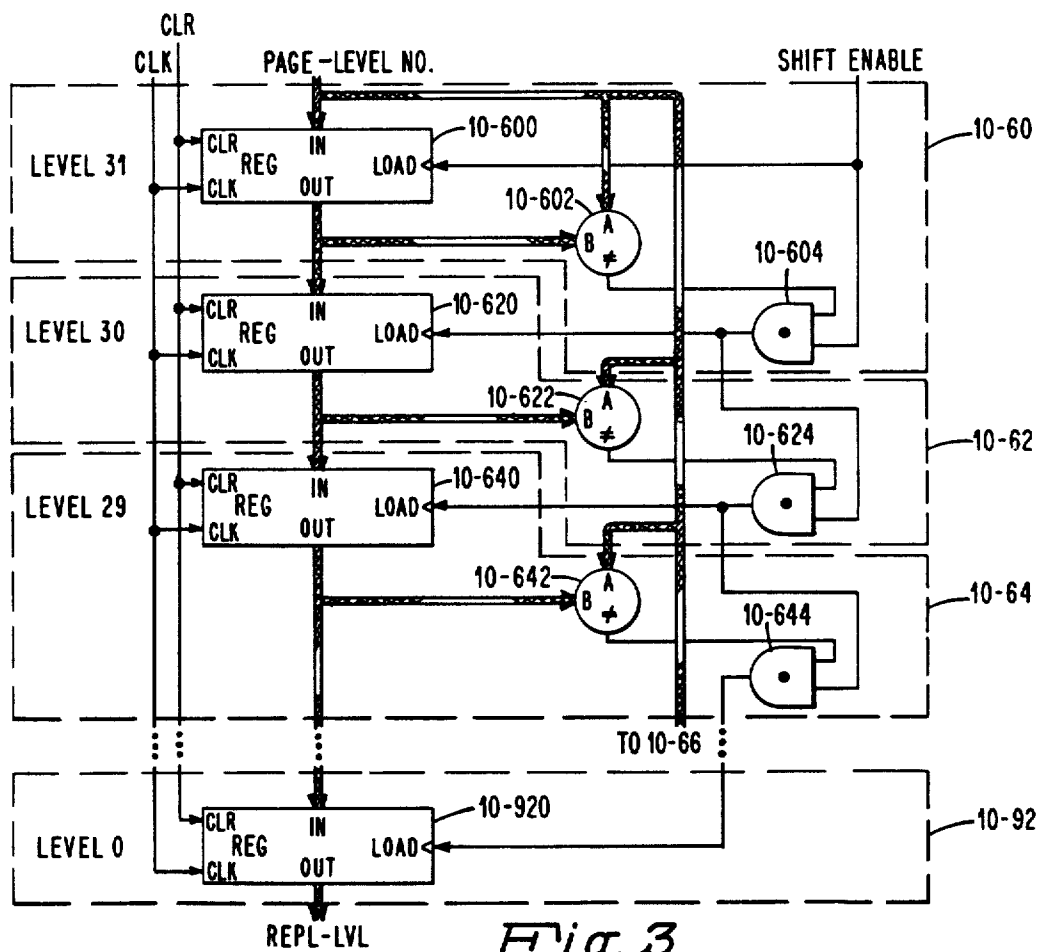 CLR
CLK
PAGE-LEVEL NO.
SHIFT ENABLE
LEVEL 31
CLR
IN
REG
LOAD
OUT
CLK
10-600
10-60
10-602
A
B
≠
10-604
LEVEL 30
CLR
IN
REG
LOAD
OUT
CLK
10-620
10-622
A
B
≠
10-62
10-624
LEVEL 29
CLR
IN
REG
LOAD
OUT
CLK
10-640
10-642
A
B
≠
10-64
10-644
TO 10-66
LEVEL 0
CLR
IN
REG
LOAD
OUT
CLK
10-920
10-92
REPL-LVL
Fig. 3